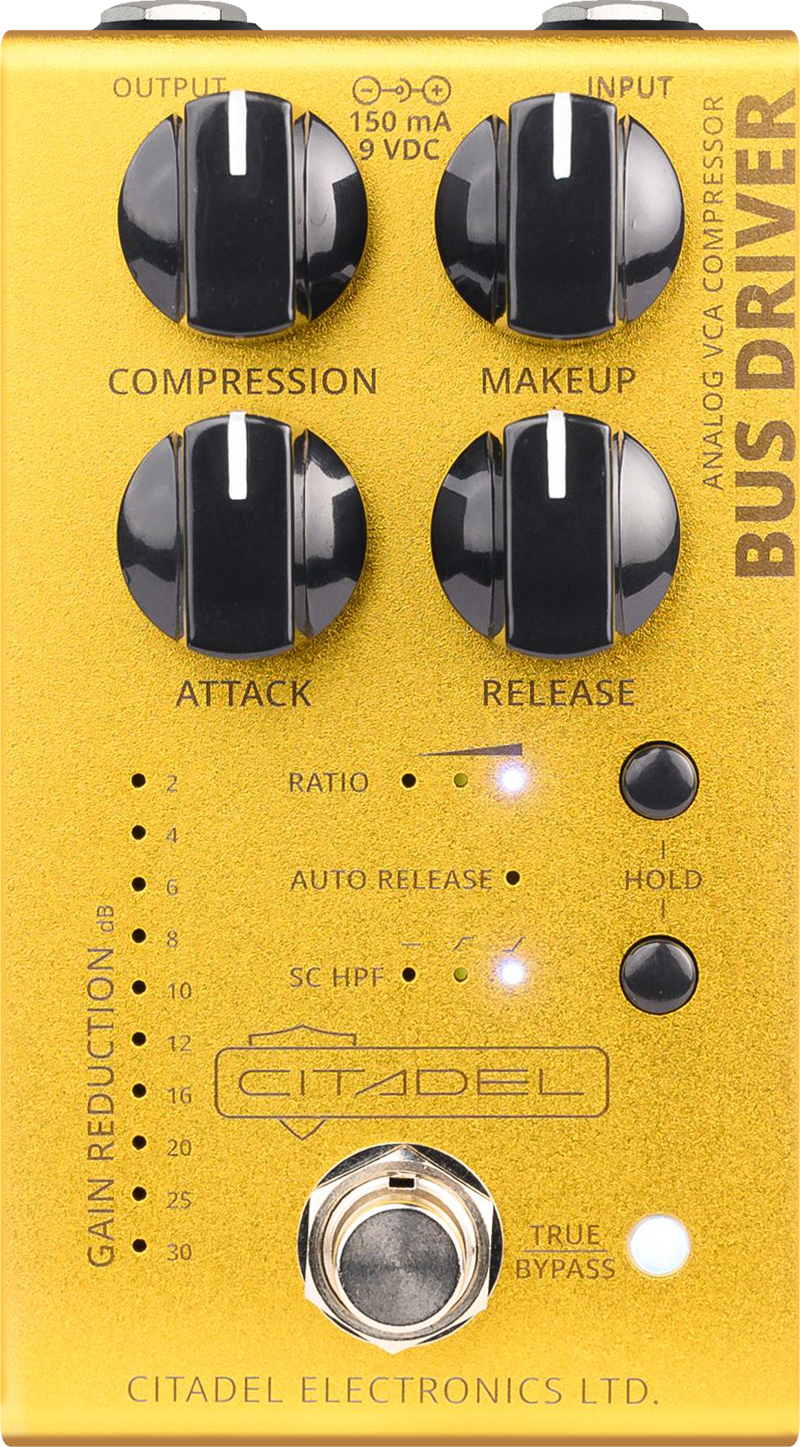 OUTPUT
INPUT
150 mA
9 VDC
ANALOG VCA COMPRESSOR
BUS DRIVER
COMPRESSION
MAKEUP
ATTACK
RELEASE
RATIO
AUTO RELEASE
HOLD
SC HPF
GAIN REDUCTION dB
2
4
6
8
10
12
16
20
25
30
CITADEL
TRUE
BYPASS
CITADEL ELECTRONICS LTD.